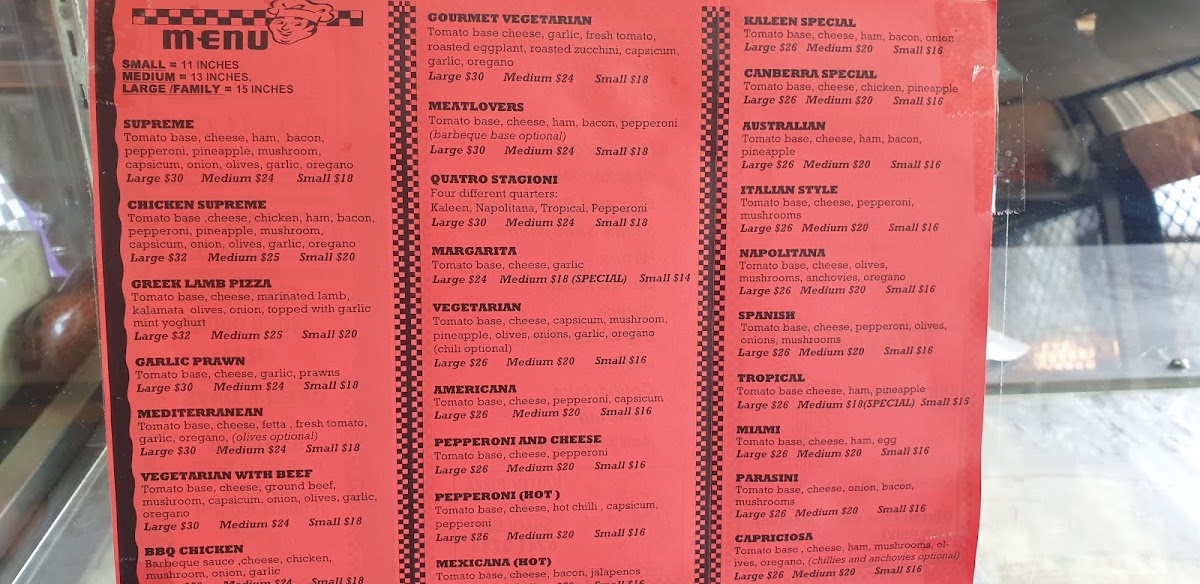 MENU
SMALL = 11 INCHES
MEDIUM = 13 INCHES,
LARGE /FAMILY = 15 INCHES
SUPREME
Tomato base, cheese, ham, bacon,
pepperoni, pineapple, mushroom,
capsicum, onion, olives, garlic, oregano
Large $30 Medium $24 Small $18
CHICKEN SUPREME
Tomato base ,cheese, chicken, ham, bacon,
pepperoni, pineapple, mushroom,
capsicum, onion, olives, garlic, oregano
Large $32 Medium $25 Small $20
GREEK LAMB PIZZA
Tomato base, cheese, marinated lamb,
kalamata olives, onion, topped with garlic
mint yoghurt
Large $32 Medium $25 Small $20
GARLIC PRAWN
Tomato base, cheese, garlic, prawns
Large $30 Medium $24 Small $18
MEDITERRANEAN
Tomato base, cheese, fetta , fresh tomato,
garlic, oregano, (olives optional)
Large $30 Medium $24 Small $18
VEGETARIAN WITH BEEF
Tomato base, cheese, ground beef,
mushroom, capsicum, onion, olives, garlic,
oregano
Large $30 Medium $24 Small $18
BBQ CHICKEN
Barbeque sauce ,cheese, chicken,
mushroom, onion, garlic
Medium $24 Small $18
GOURMET VEGETARIAN
Tomato base cheese, garlic, fresh tomato,
roasted eggplant, roasted zucchini, capsicum,
garlic, oregano
Large $30 Medium $24 Small $18
MEATLOVERS
Tomato base, cheese, ham, bacon, pepperoni
(barbeque base optional)
Large $30 Medium $24 Small $18
QUATRO STAGIONI
Four different quarters:
Kaleen, Napolitana, Tropical, Pepperoni
Large $30 Medium $24 Small $18
MARGARITA
Tomato base, cheese, garlic
Large $24 Medium $18 (SPECIAL) Small $14
VEGETARIAN
Tomato base, cheese, capsicum, mushroom,
pineapple, olives, onions, garlic, oregano
(chili optional)
Large $26 Medium $20 Small $16
AMERICANA
Tomato base, cheese, pepperoni, capsicum
Large $26 Medium $20 Small $16
PEPPERONI AND CHEESE
Tomato base, cheese, pepperoni
Large $26 Medium $20 Small $16
PEPPERONI (HOT )
Tomato base, cheese, hot chilli , capsicum,
pepperoni
Large $26 Medium $20 Small $16
MEXICANA (HOT)
Tomato base, cheese, bacon, jalapenos
KALEEN SPECIAL
Tomato base, cheese, ham, bacon, onion
Large $26 Medium $20 Small $16
CANBERRA SPECIAL
Tomato base, cheese, chicken, pineapple
Large $26 Medium $20 Small $16
AUSTRALIAN
Tomato base, cheese, ham, bacon,
pineapple
Large $26 Medium $20 Small $16
ITALIAN STYLE
Tomato base, cheese, pepperoni,
mushrooms
Large $26 Medium $20 Small $16
NAPOLITANA
Tomato base, cheese, olives,
mushrooms, anchovies, oregano
Large $26 Medium $20 Small $16
SPANISH
Tomato base, cheese, pepperoni, olives,
onions, mushrooms
Large $26 Medium $20 Small $16
TROPICAL
Tomato base cheese, ham, pineapple
Large $26 Medium $18(SPECIAL) Small $15
MIAMI
Tomato base, cheese, ham, egg
Large $26 Medium $20 Small $16
PARASINI
Tomato base, cheese, onion, bacon,
mushrooms
Large $26 Medium $20 Small $16
CAPRICIOSA
Tomato base , cheese, ham, mushrooms, ol-
ives, oregano, (chillies and anchovies optional)
Large $26 Medium $20 Small $16